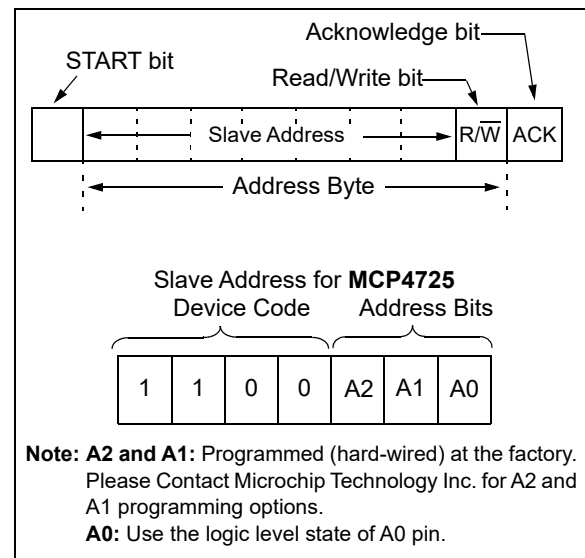 Acknowledge bit
START bit
Read/Write bit
Slave Address
R/W̅
ACK
Address Byte
Slave Address for MCP4725
Device Code
Address Bits
1 1 0 0 A2 A1 A0
Note: A2 and A1: Programmed (hard-wired) at the factory.
Please Contact Microchip Technology Inc. for A2 and
A1 programming options.
A0: Use the logic level state of A0 pin.